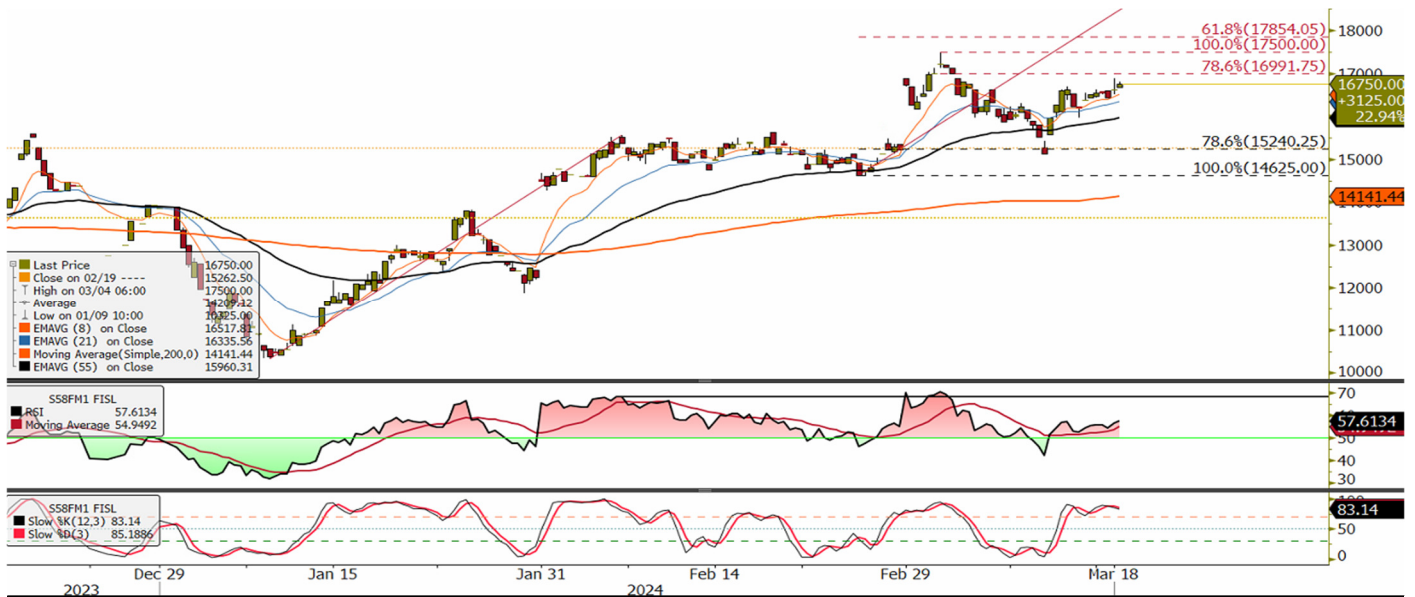 61.8%(17854.05)
100.0%(17500.00)
78.6%(16991.75)
78.6%(15240.25)
100.0%(14625.00)
18000
17000
16750.00
+3125.00
22.94%
15000
14141.44
13000
12000
11000
10000
Last Price 16750.00
Close on 02/19 ---- 15262.50
High on 03/04 06:00 17500.00
Average 14209.12
Low on 01/09 10:00 10325.00
EMAVG (8) on Close 16517.81
EMAVG (21) on Close 16335.56
Moving Average(Simple,200,0) 14141.44
EMAVG (55) on Close 15960.31
S58FM1 FISL
RSI 57.6134
Moving Average 54.9492
70
57.6134
50
40
30
S58FM1 FISL
Slow %K(12,3) 83.14
Slow %D(3) 85.1886
83.14
50
0
Dec 29 Jan 15 Jan 31 Feb 14 Feb 29 Mar 18
2023 2024